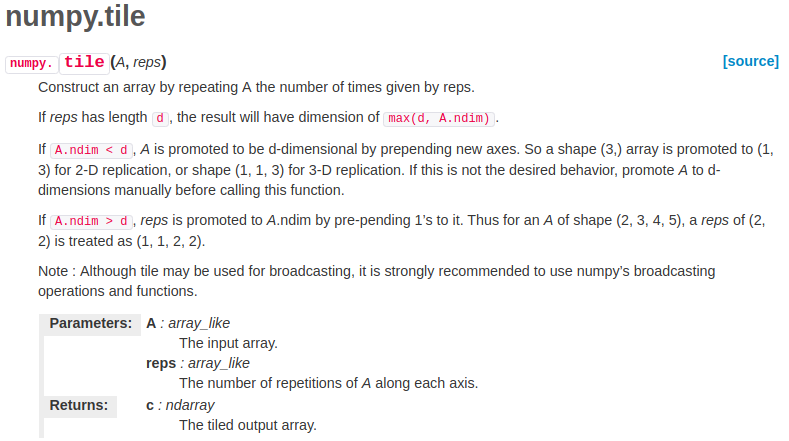 numpy.tile
numpy. tile(A, reps) [source]
Construct an array by repeating A the number of times given by reps.
If reps has length d, the result will have dimension of max(d, A.ndim).
If A.ndim < d, A is promoted to be d-dimensional by prepending new axes. So a shape (3,) array is promoted to (1,
3) for 2-D replication, or shape (1, 1, 3) for 3-D replication. If this is not the desired behavior, promote A to d-
dimensions manually before calling this function.
If A.ndim > d, reps is promoted to A.ndim by pre-pending 1's to it. Thus for an A of shape (2, 3, 4, 5), a reps of (2,
2) is treated as (1, 1, 2, 2).
Note : Although tile may be used for broadcasting, it is strongly recommended to use numpy's broadcasting
operations and functions.
Parameters: A : array_like
The input array.
reps : array_like
The number of repetitions of A along each axis.
Returns: c : ndarray
The tiled output array.